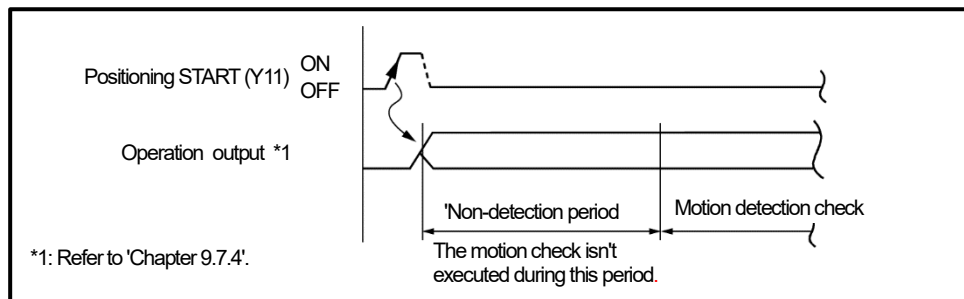 Positioning START (Y11)
ON
OFF
Operation output *1
'Non-detection period
Motion detection check
The motion check isn't
executed during this period.
*1: Refer to 'Chapter 9.7.4'.